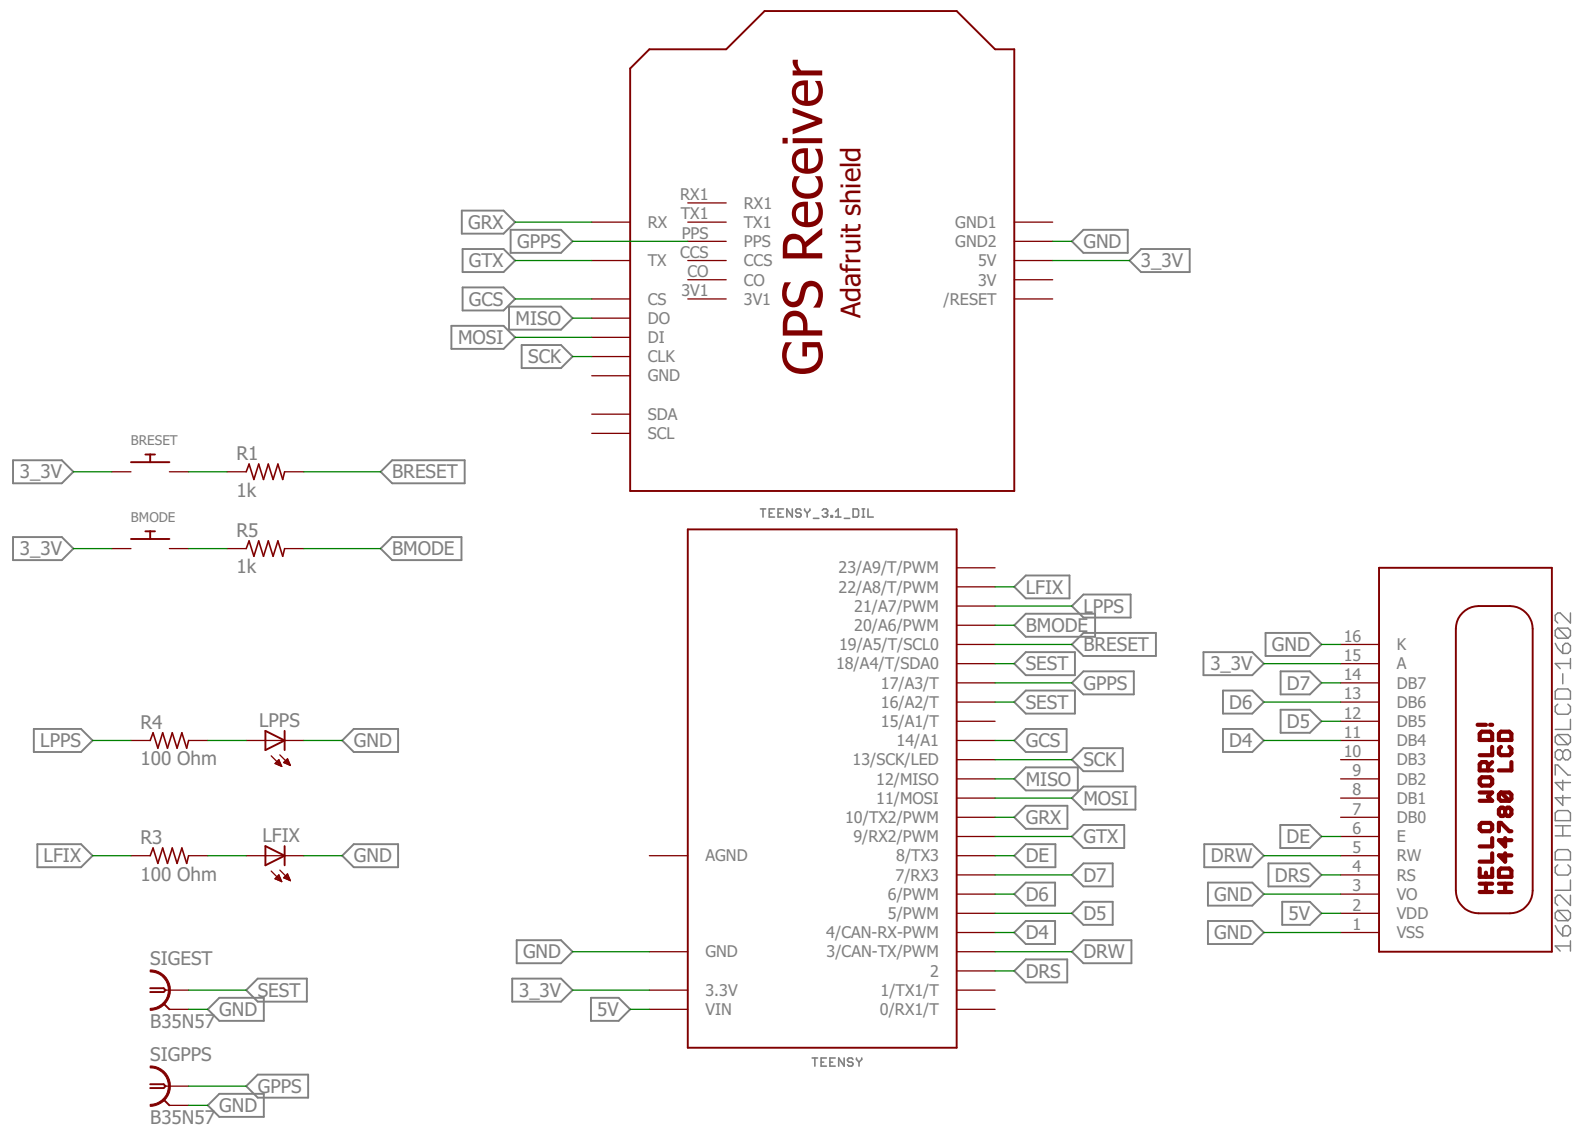 GPS Receiver
Adafruit shield
RX1
TX1
PPS
CCS
CO
3V1
RX1
TX1
PPS
CCS
CO
3V1
GRX
RX
GPPS
GTX
TX
GCS
CS
MISO
DO
MOSI
DI
SCK
CLK
GND
SDA
SCL
GND1
GND2
GND
5V
3_3V
3V
/RESET
BRESET
3_3V
R1
1k
BRESET
BMODE
3_3V
R5
1k
BMODE
LPPS
R4
100 Ohm
LPPS
GND
LFIX
R3
100 Ohm
LFIX
GND
SIGEST
SEST
GND
B35N57
SIGPPS
GPPS
GND
B35N57
TEENSY_3.1_DIL
23/A9/T/PWM
22/A8/T/PWM LFIX
21/A7/PWM LPPS
20/A6/PWM BMODE
19/A5/T/SCL0 BRESET
18/A4/T/SDA0 SEST
17/A3/T GPPS
16/A2/T SEST
15/A1/T
14/A1 GCS
13/SCK/LED SCK
12/MISO MISO
11/MOSI MOSI
10/TX2/PWM GRX
9/RX2/PWM GTX
8/TX3 DE
7/RX3 D7
6/PWM D6
5/PWM D5
4/CAN-RX-PWM D4
3/CAN-TX/PWM DRW
2 DRS
1/TX1/T
0/RX1/T
AGND
GND GND
3_3V 3.3V
5V VIN
TEENSY
GND 16 K
3_3V 15 A
D7 14 DB7
D6 13 DB6
D5 12 DB5
D4 11 DB4
10 DB3
9 DB2
8 DB1
7 DB0
DE 6 E
DRW 5 RW
DRS 4 RS
GND 3 VO
5V 2 VDD
GND 1 VSS
HELLO WORLD!
HD44780 LCD
1602LCD HD44780LCD-1602